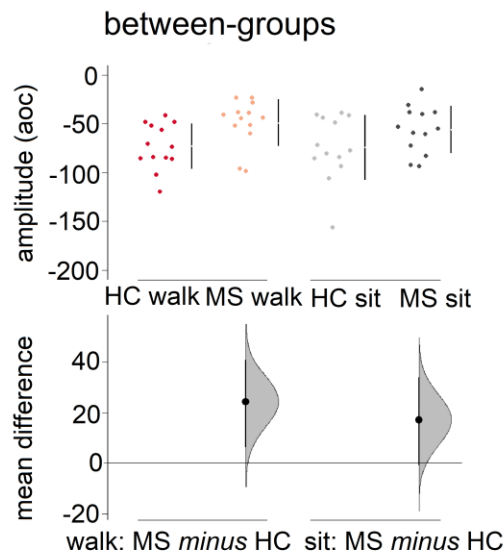 between-groups
amplitude (aoc)
0
-50
-100
-150
-200
HC walk MS walk HC sit MS sit
mean difference
40
20
0
-20
walk: MS minus HC sit: MS minus HC